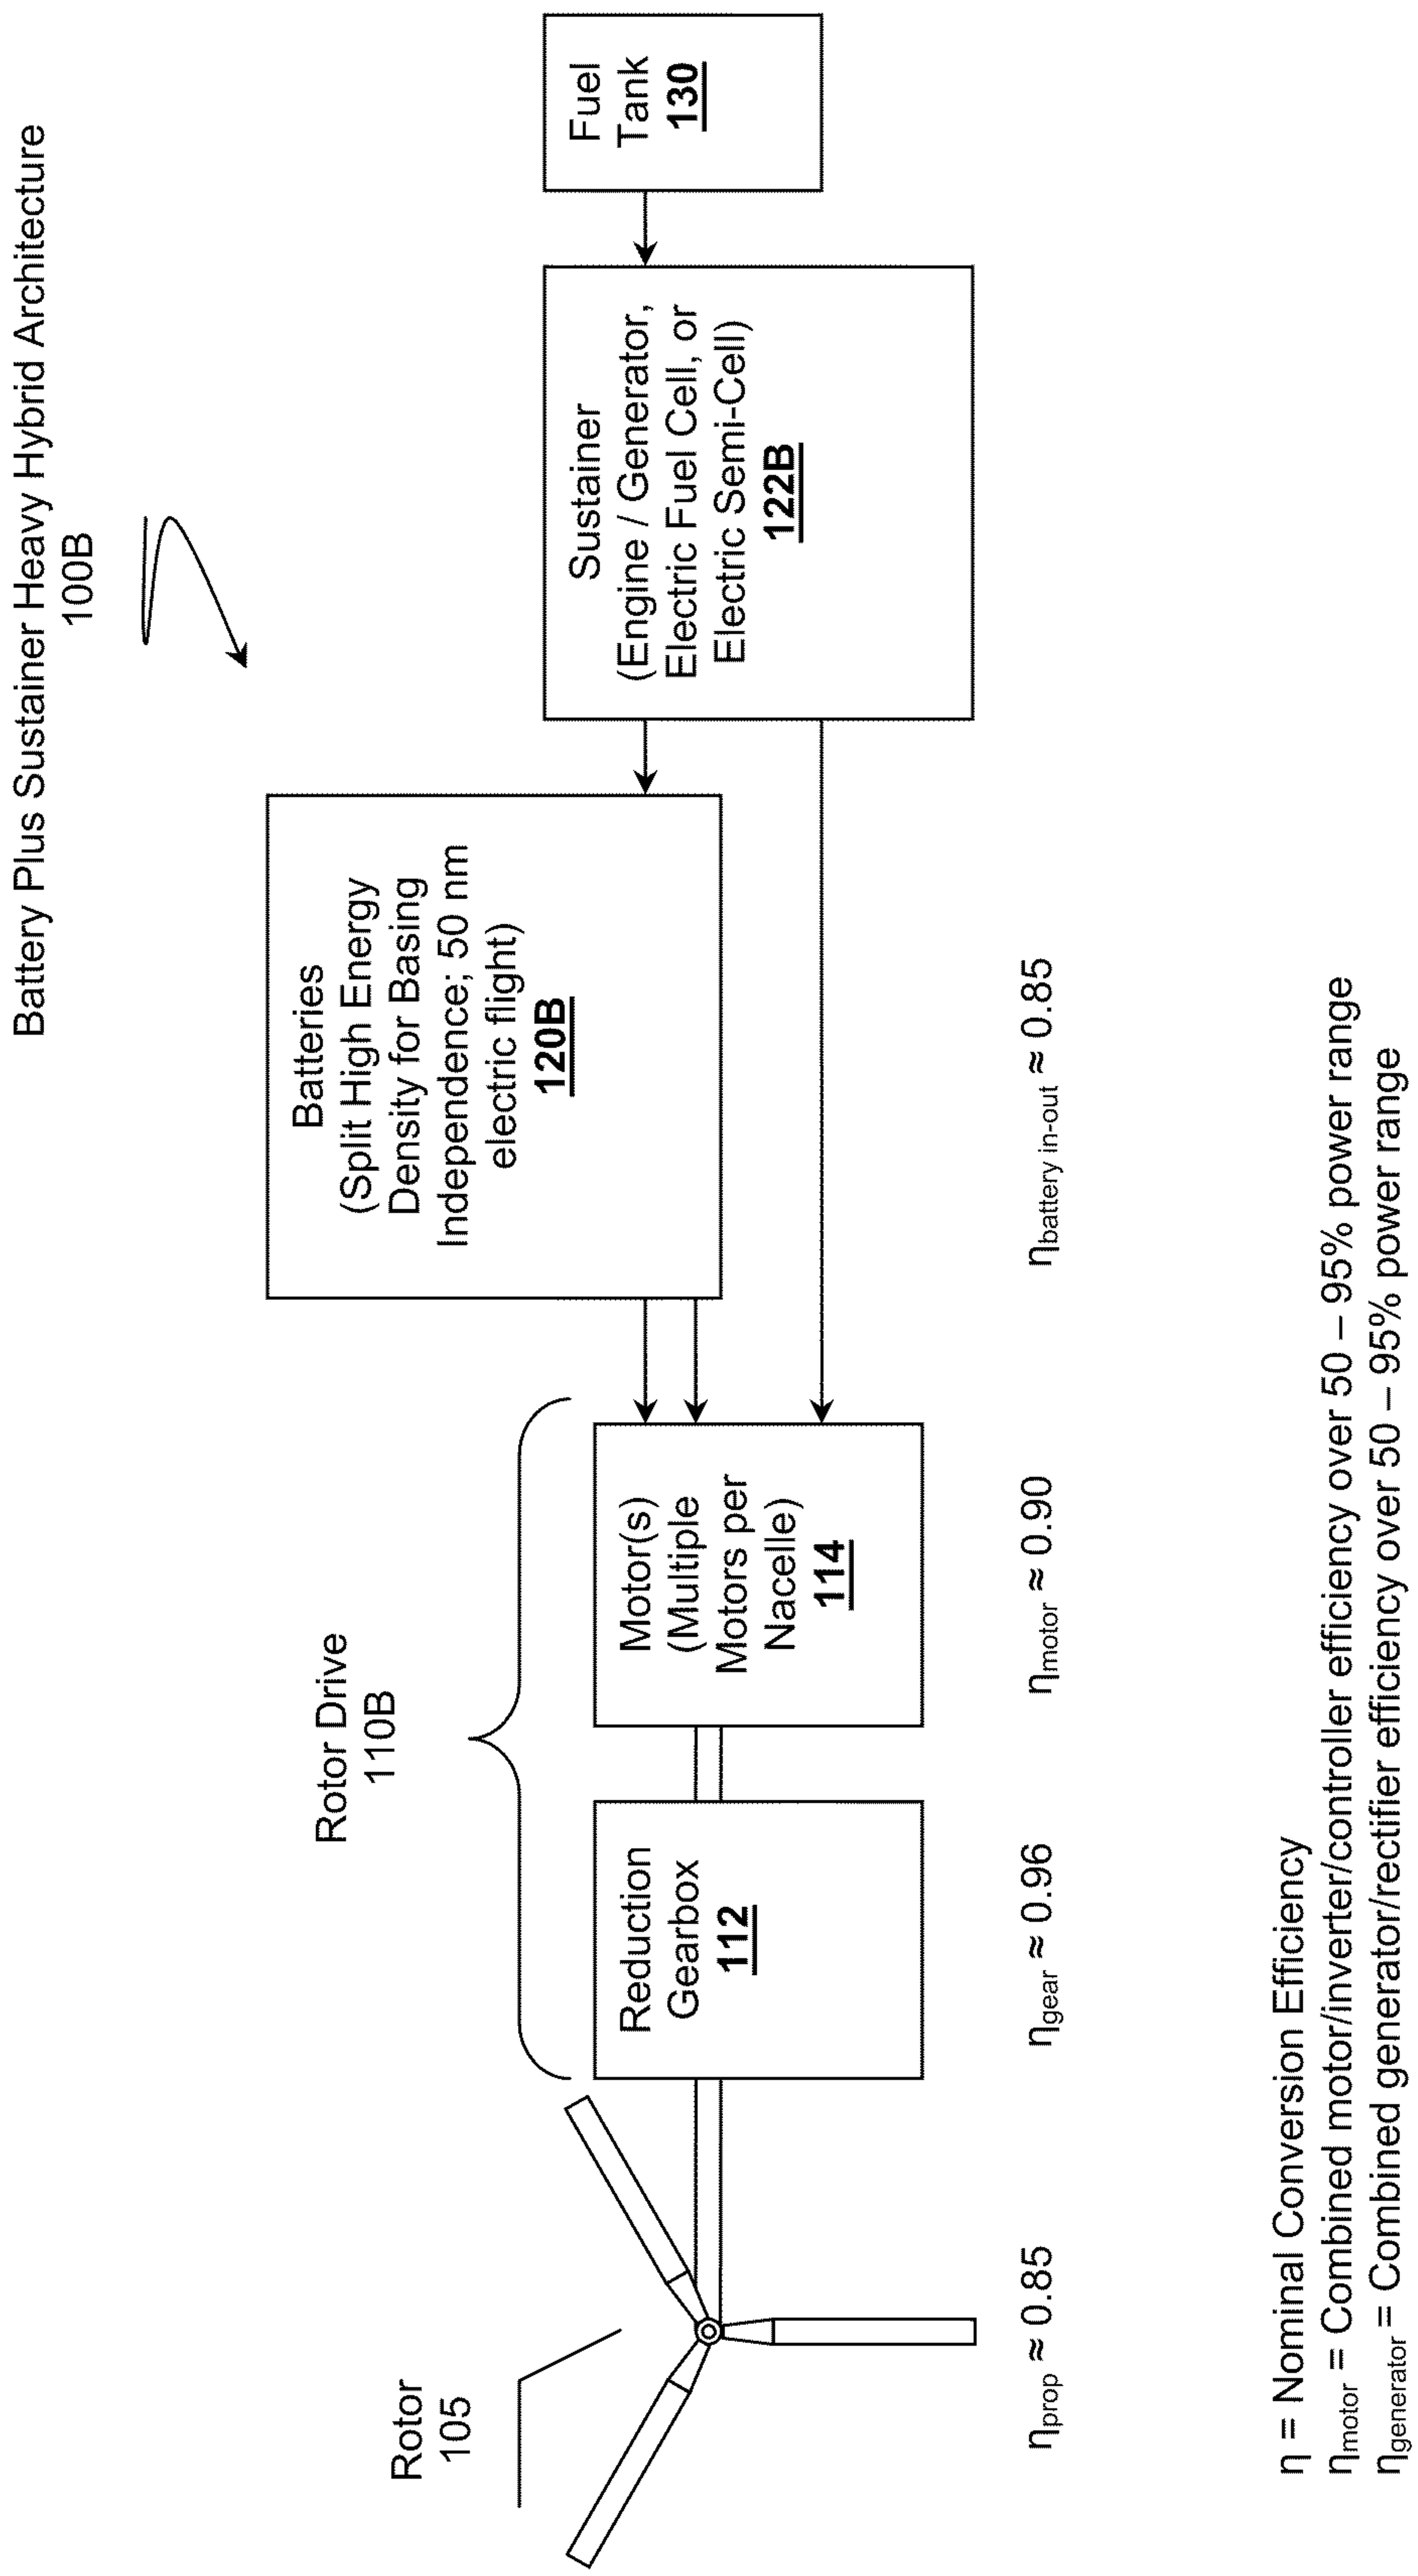 Battery Plus Sustainer Heavy Hybrid Architecture
100B
Rotor
105
Rotor Drive
110B
Reduction
Gearbox
112
Motor(s)
(Multiple
Motors per
Nacelle)
114
Batteries
(Split High Energy
Density for Basing
Independence; 50 nm
electric flight)
120B
Sustainer
(Engine / Generator,
Electric Fuel Cell, or
Electric Semi-Cell)
122B
Fuel
Tank
130
ηprop ≈ 0.85
ηgear ≈ 0.96
ηmotor ≈ 0.90
ηbattery in-out ≈ 0.85
η = Nominal Conversion Efficiency
ηmotor = Combined motor/inverter/controller efficiency over 50 – 95% power range
ηgenerator = Combined generator/rectifier efficiency over 50 – 95% power range